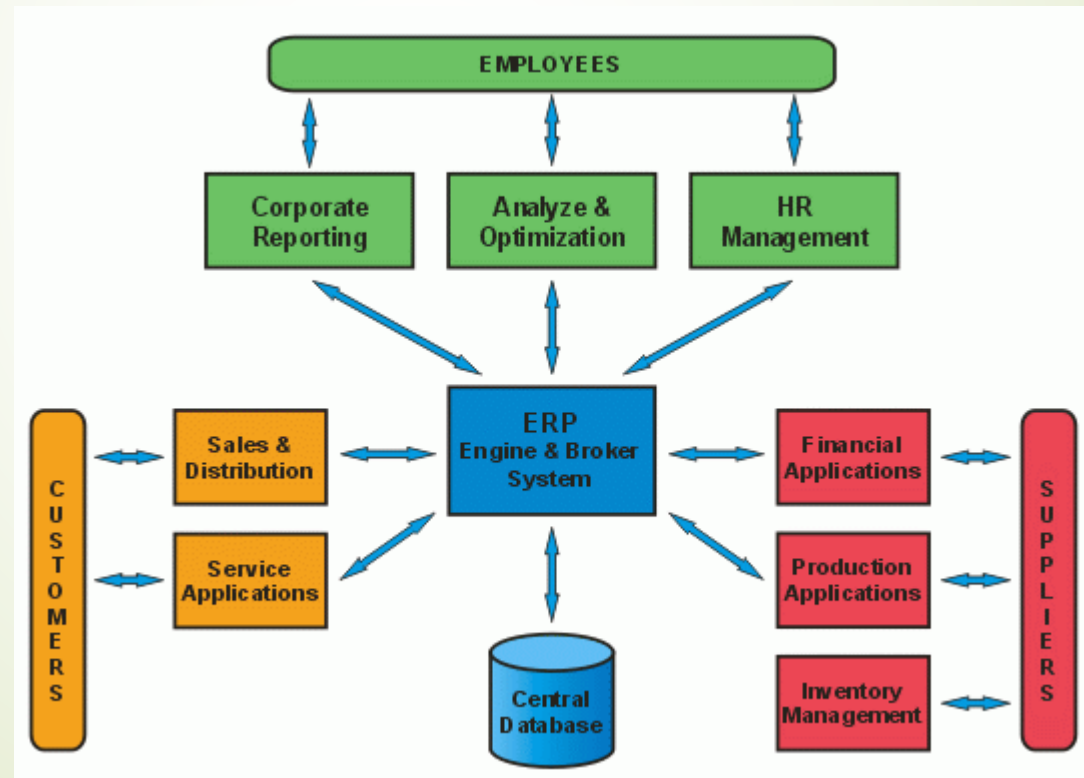 EMPLOYEES
Corporate
Reporting
Analyze &
Optimization
HR
Management
CUSTOMERS
Sales &
Distribution
Service
Applications
ERP
Engine & Broker
System
Central
Database
Financial
Applications
Production
Applications
Inventory
Management
SUPPLIERS